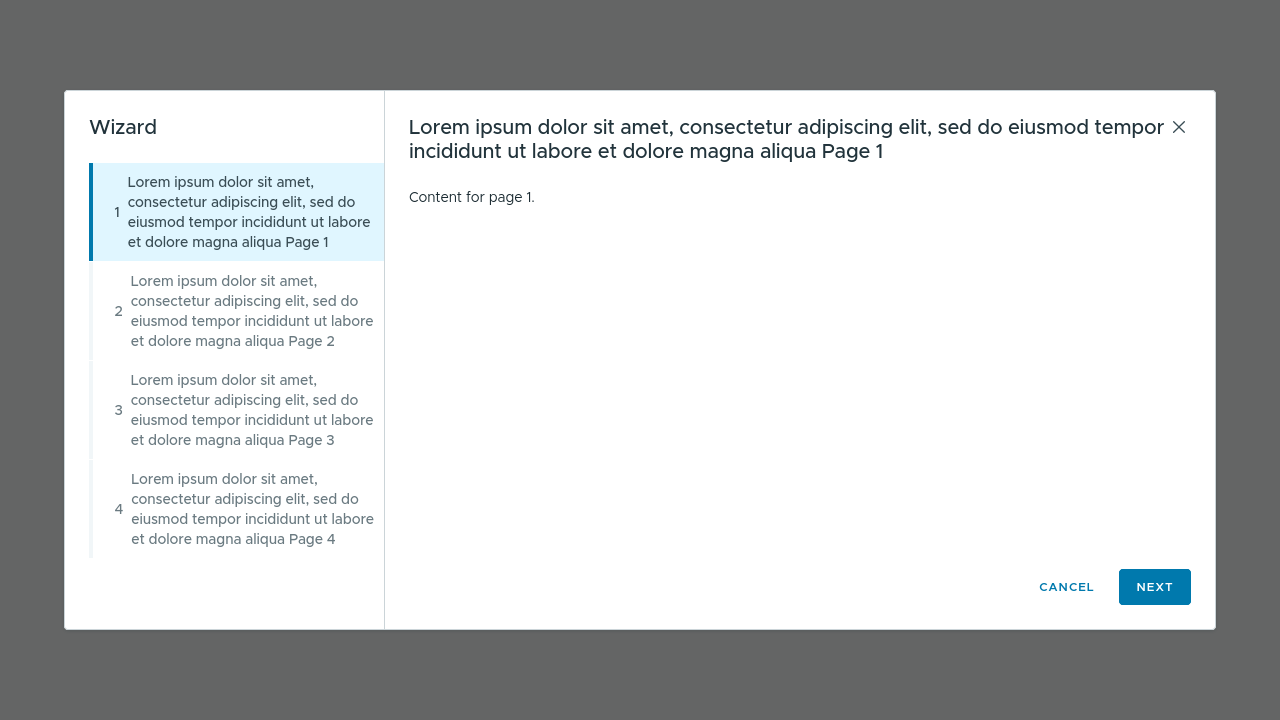 Wizard
1
Lorem ipsum dolor sit amet,
consectetur adipiscing elit, sed do
eiusmod tempor incididunt ut labore
et dolore magna aliqua Page 1
2
Lorem ipsum dolor sit amet,
consectetur adipiscing elit, sed do
eiusmod tempor incididunt ut labore
et dolore magna aliqua Page 2
3
Lorem ipsum dolor sit amet,
consectetur adipiscing elit, sed do
eiusmod tempor incididunt ut labore
et dolore magna aliqua Page 3
4
Lorem ipsum dolor sit amet,
consectetur adipiscing elit, sed do
eiusmod tempor incididunt ut labore
et dolore magna aliqua Page 4
Lorem ipsum dolor sit amet, consectetur adipiscing elit, sed do eiusmod tempor
incididunt ut labore et dolore magna aliqua Page 1
Content for page 1.
CANCEL
NEXT